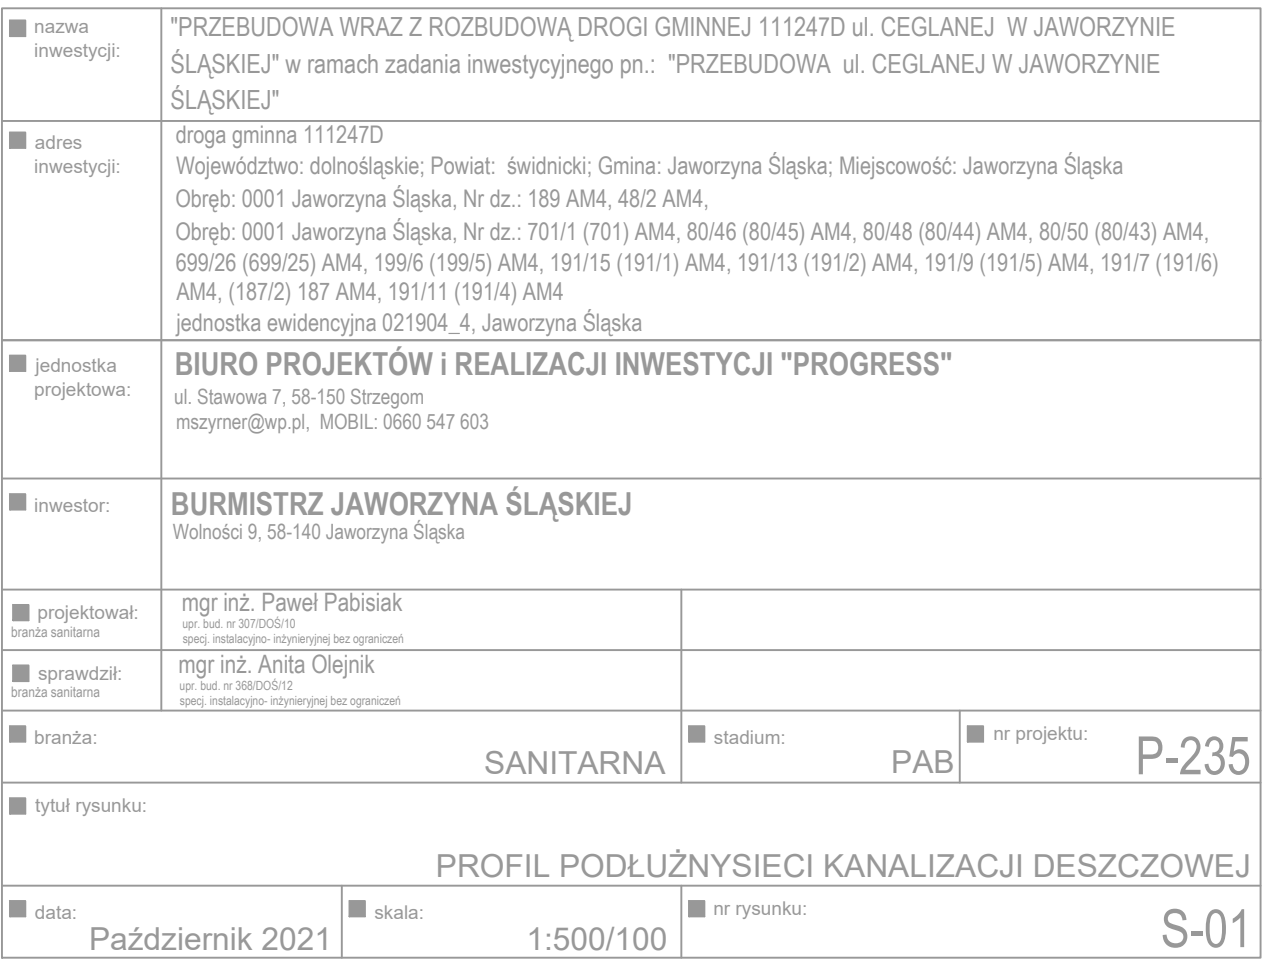 nazwa inwestycji:
"PRZEBUDOWA WRAZ Z ROZBUDOWĄ DROGI GMINNEJ 111247D ul. CEGLANEJ W JAWORZYNIE
ŚLĄSKIEJ" w ramach zadania inwestycyjnego pn.: "PRZEBUDOWA ul. CEGLANEJ W JAWORZYNIE
ŚLĄSKIEJ"
adres
inwestycji:
droga gminna 111247D
Województwo: dolnośląskie; Powiat: świdnicki; Gmina: Jaworzyna Śląska; Miejscowość: Jaworzyna Śląska
Obręb: 0001 Jaworzyna Śląska, Nr dz.: 189 AM4, 48/2 AM4,
Obręb: 0001 Jaworzyna Śląska, Nr dz.: 701/1 (701) AM4, 80/46 (80/45) AM4, 80/48 (80/44) AM4, 80/50 (80/43) AM4,
699/26 (699/25) AM4, 199/6 (199/5) AM4, 191/15 (191/1) AM4, 191/13 (191/2) AM4, 191/9 (191/5) AM4, 191/7 (191/6)
AM4, (187/2) 187 AM4, 191/11 (191/4) AM4
jednostka ewidencyjna 021904_4, Jaworzyna Śląska
jednostka
projektowa:
BIURO PROJEKTÓW i REALIZACJI INWESTYCJI "PROGRESS"
ul. Stawowa 7, 58-150 Strzegom
mszyrner@wp.pl, MOBIL: 0660 547 603
inwestor:
BURMISTRZ JAWORZYNA ŚLĄSKIEJ
Wolności 9, 58-140 Jaworzyna Śląska
projektował:
branża sanitarna
mgr inż. Paweł Pabisiak
upr. bud. nr 307/DOŚ/10
specj. instalacyjno- inżynieryjnej bez ograniczeń
sprawdził:
branża sanitarna
mgr inż. Anita Olejnik
upr. bud. nr 368/DOŚ/12
specj. instalacyjno- inżynieryjnej bez ograniczeń
branża:
SANITARNA
stadium:
PAB
nr projektu:
P-235
tytuł rysunku:
PROFIL PODŁUŻNYSIECI KANALIZACJI DESZCZOWEJ
data:
Październik 2021
skala:
1:500/100
nr rysunku:
S-01